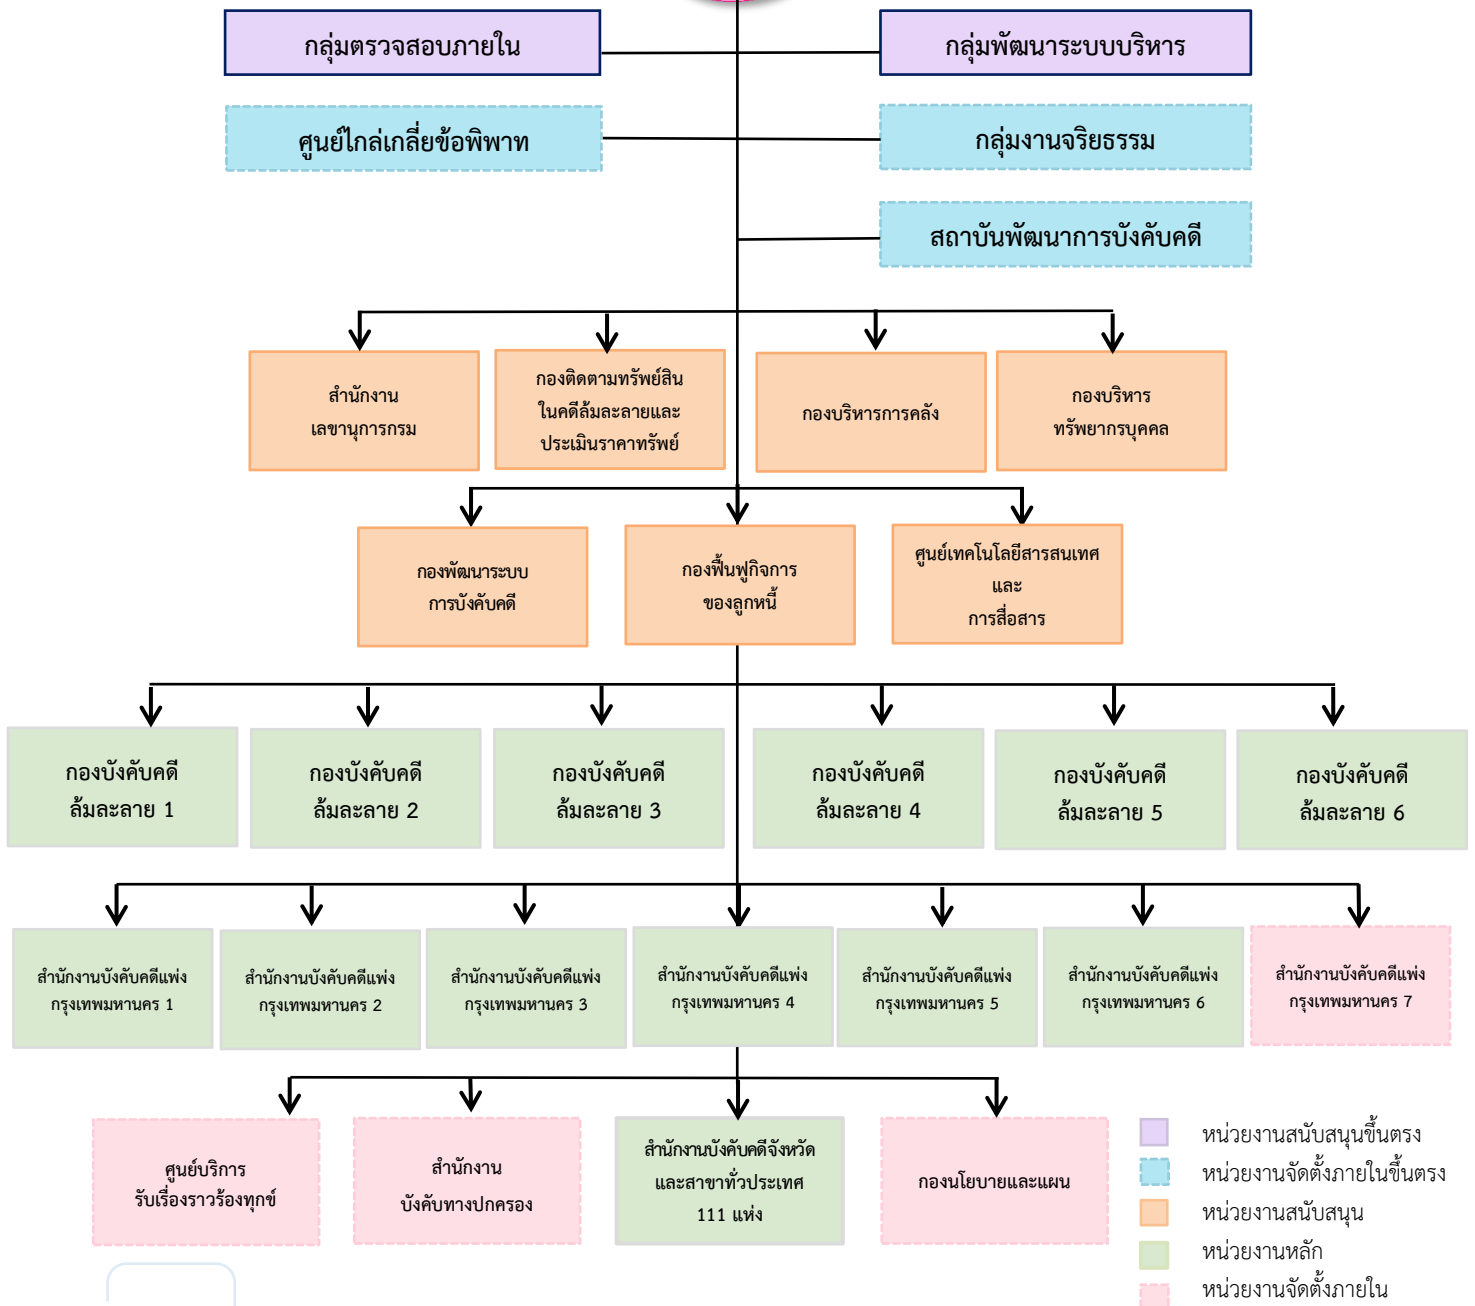 กลุ่มตรวจสอบภายใน
กลุ่มพัฒนาระบบบริหาร
ศูนย์ไกล่เกลี่ยข้อพิพาท
กลุ่มงานจริยธรรม
สถาบันพัฒนาการบังคับคดี
สำนักงาน
เลขานุการกรม
กองติดตามทรัพย์สิน
ในคดีล้มละลายและ
ประเมินราคาทรัพย์
กองบริหารการคลัง
กองบริหาร
ทรัพยากรบุคคล
กองพัฒนาระบบ
การบังคับคดี
กองฟื้นฟูกิจการ
ของลูกหนี้
ศูนย์เทคโนโลยีสารสนเทศ
และ
การสื่อสาร
กองบังคับคดี
ล้มละลาย 1
กองบังคับคดี
ล้มละลาย 2
กองบังคับคดี
ล้มละลาย 3
กองบังคับคดี
ล้มละลาย 4
กองบังคับคดี
ล้มละลาย 5
กองบังคับคดี
ล้มละลาย 6
สำนักงานบังคับคดีแพ่ง
กรุงเทพมหานคร 1
สำนักงานบังคับคดีแพ่ง
กรุงเทพมหานคร 2
สำนักงานบังคับคดีแพ่ง
กรุงเทพมหานคร 3
สำนักงานบังคับคดีแพ่ง
กรุงเทพมหานคร 4
สำนักงานบังคับคดีแพ่ง
กรุงเทพมหานคร 5
สำนักงานบังคับคดีแพ่ง
กรุงเทพมหานคร 6
สำนักงานบังคับคดีแพ่ง
กรุงเทพมหานคร 7
ศูนย์บริการ
รับเรื่องราวร้องทุกข์
สำนักงาน
บังคับทางปกครอง
สำนักงานบังคับคดีจังหวัด
และสาขาทั่วประเทศ
111 แห่ง
กองนโยบายและแผน
หน่วยงานสนับสนุนขึ้นตรง
หน่วยงานจัดตั้งภายในขึ้นตรง
หน่วยงานสนับสนุน
หน่วยงานหลัก
หน่วยงานจัดตั้งภายใน